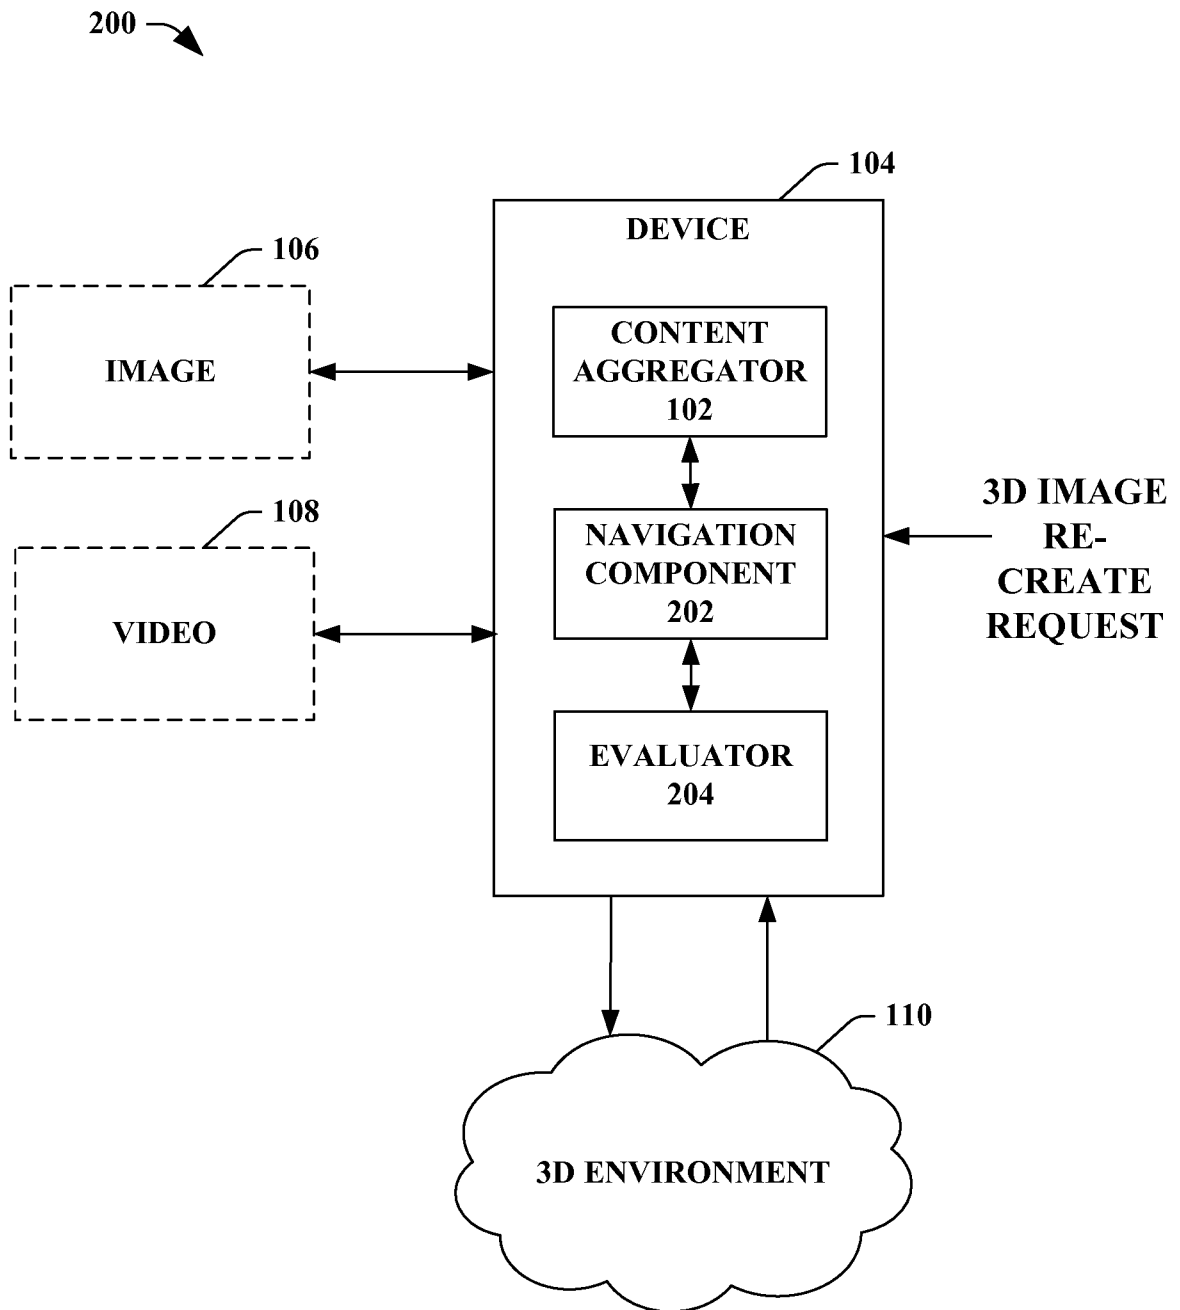 200
104
DEVICE
106
IMAGE
CONTENT
AGGREGATOR
102
108
VIDEO
NAVIGATION
COMPONENT
202
3D IMAGE
RE-
CREATE
REQUEST
EVALUATOR
204
110
3D ENVIRONMENT